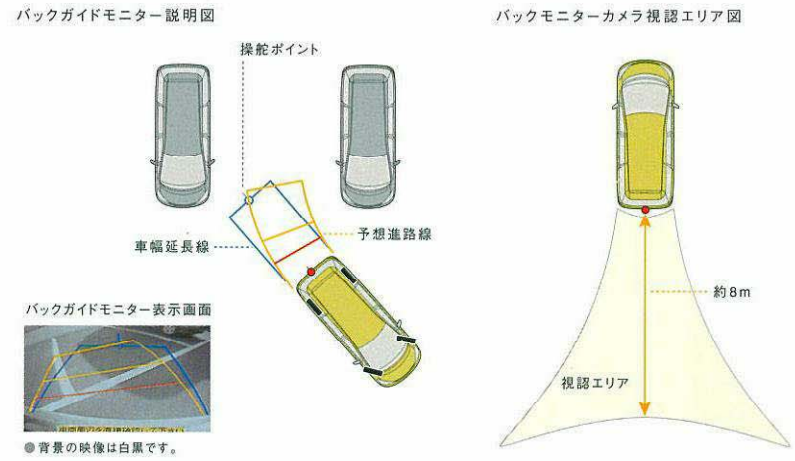 バックガイドモニター説明図
バックモニターカメラ視認エリア図
操舵ポイント
車幅延長線
予想進路線
約8m
視認エリア
バックガイドモニター表示画面
●背景の映像は白黒です。